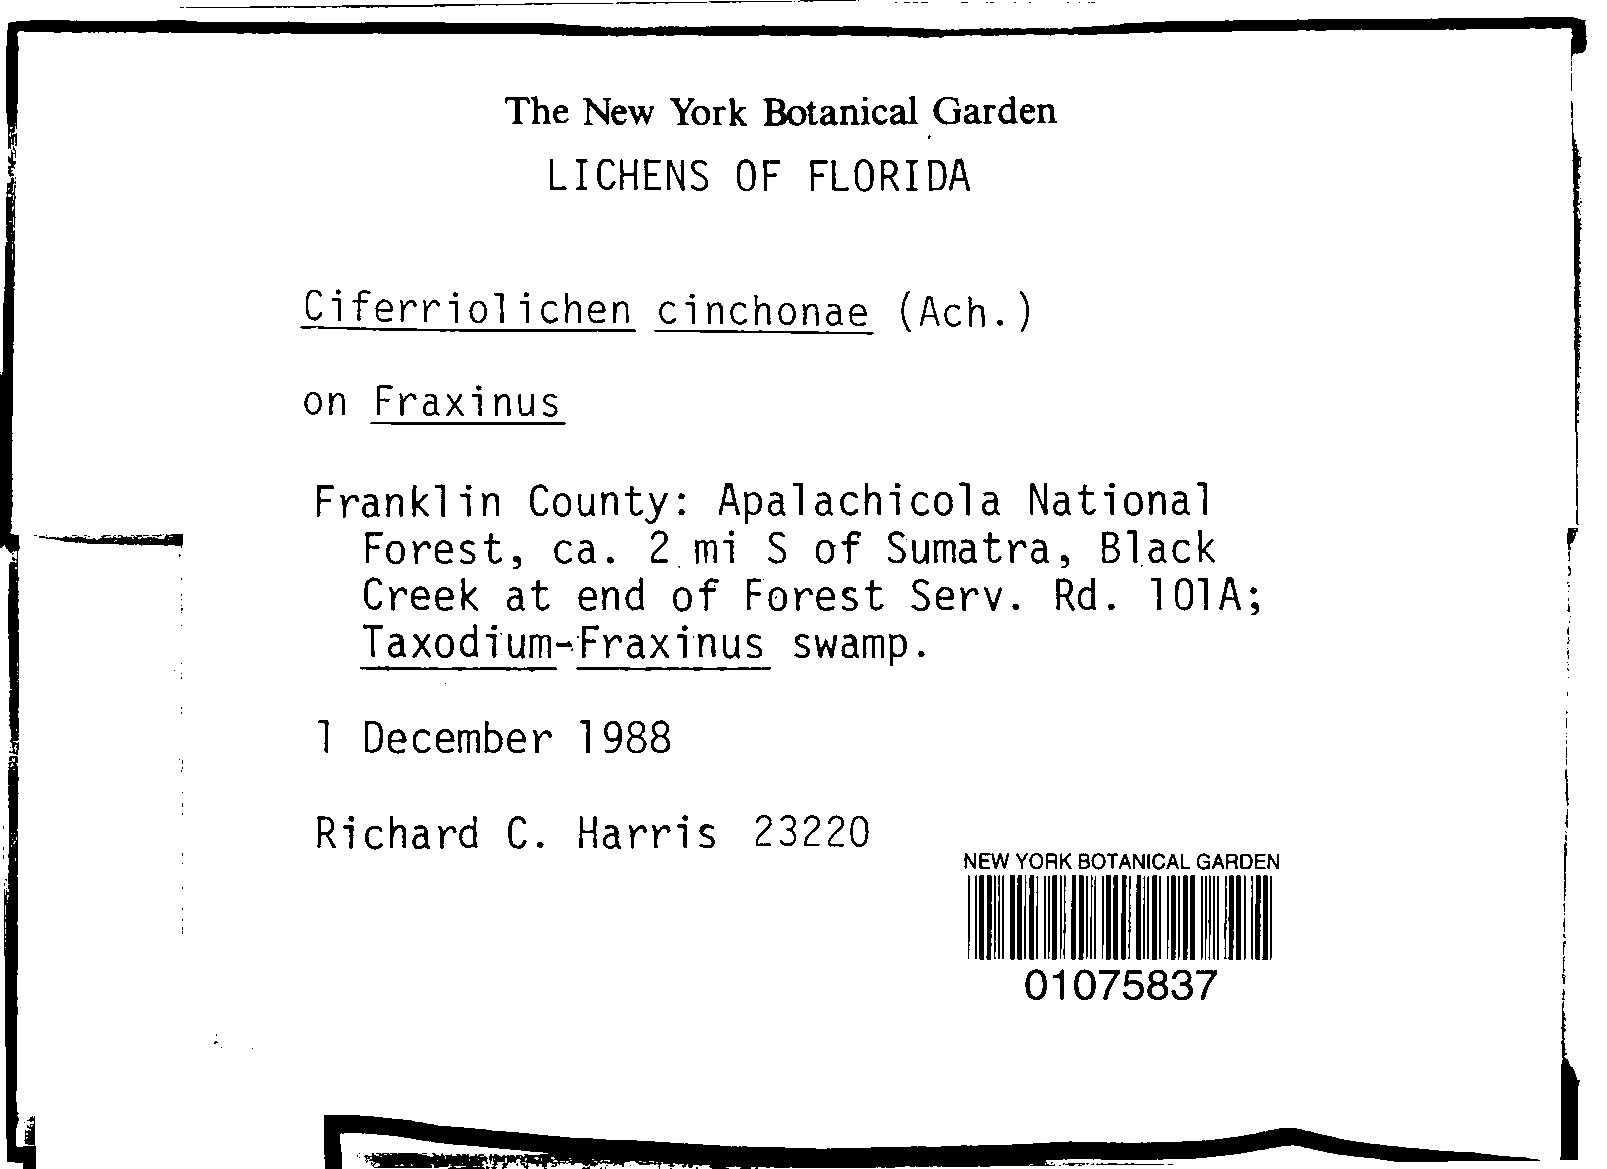 The New York Botanical Garden
LICHENS OF FLORIDA
Ciferriolichen cinchonae (Ach.)
on Fraxinus
Franklin County: Apalachicola National
Forest, ca. 2 mi S of Sumatra, Black
Creek at end of Forest Serv. Rd. 101A;
Taxodium-Fraxinus swamp.
1 December 1988
Richard C. Harris 23220
NEW YORK BOTANICAL GARDEN
01075837